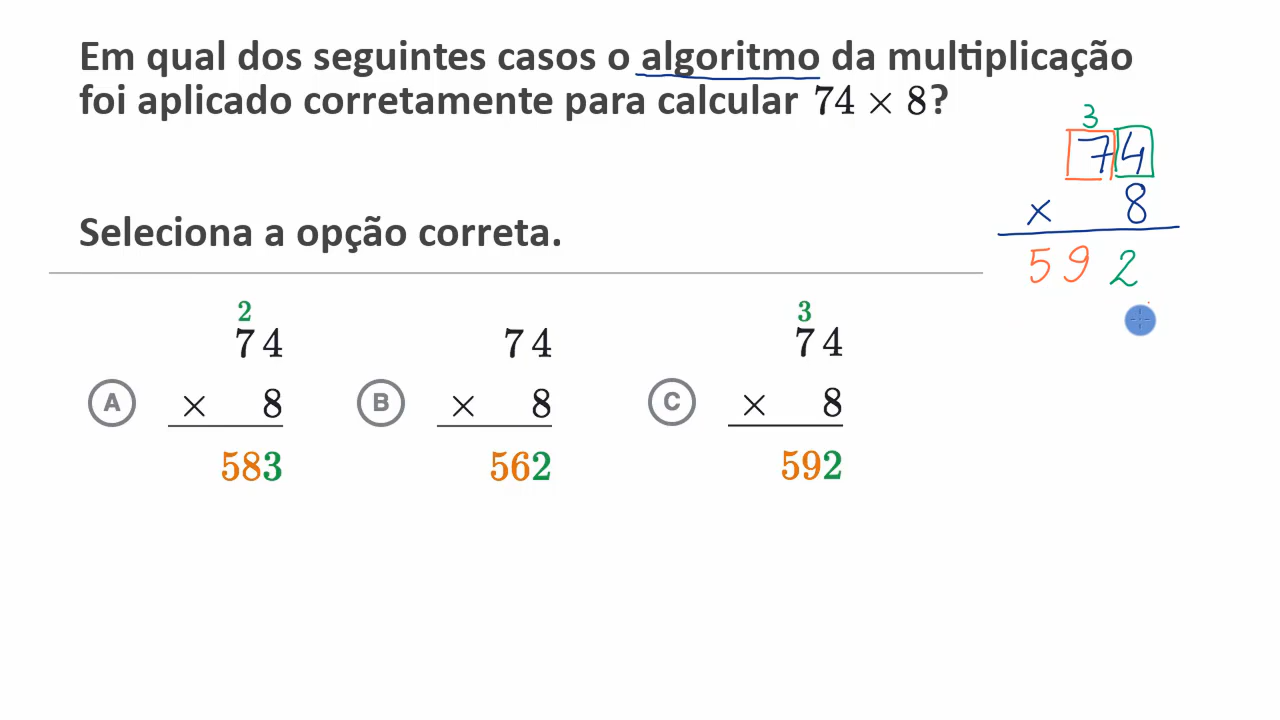 Em qual dos seguintes casos o algoritmo da multiplicação
foi aplicado corretamente para calcular 74 × 8?
3
74
× 8
592
Seleciona a opção correta.
2
74
A × 8
583
74
B × 8
562
3
74
C × 8
592